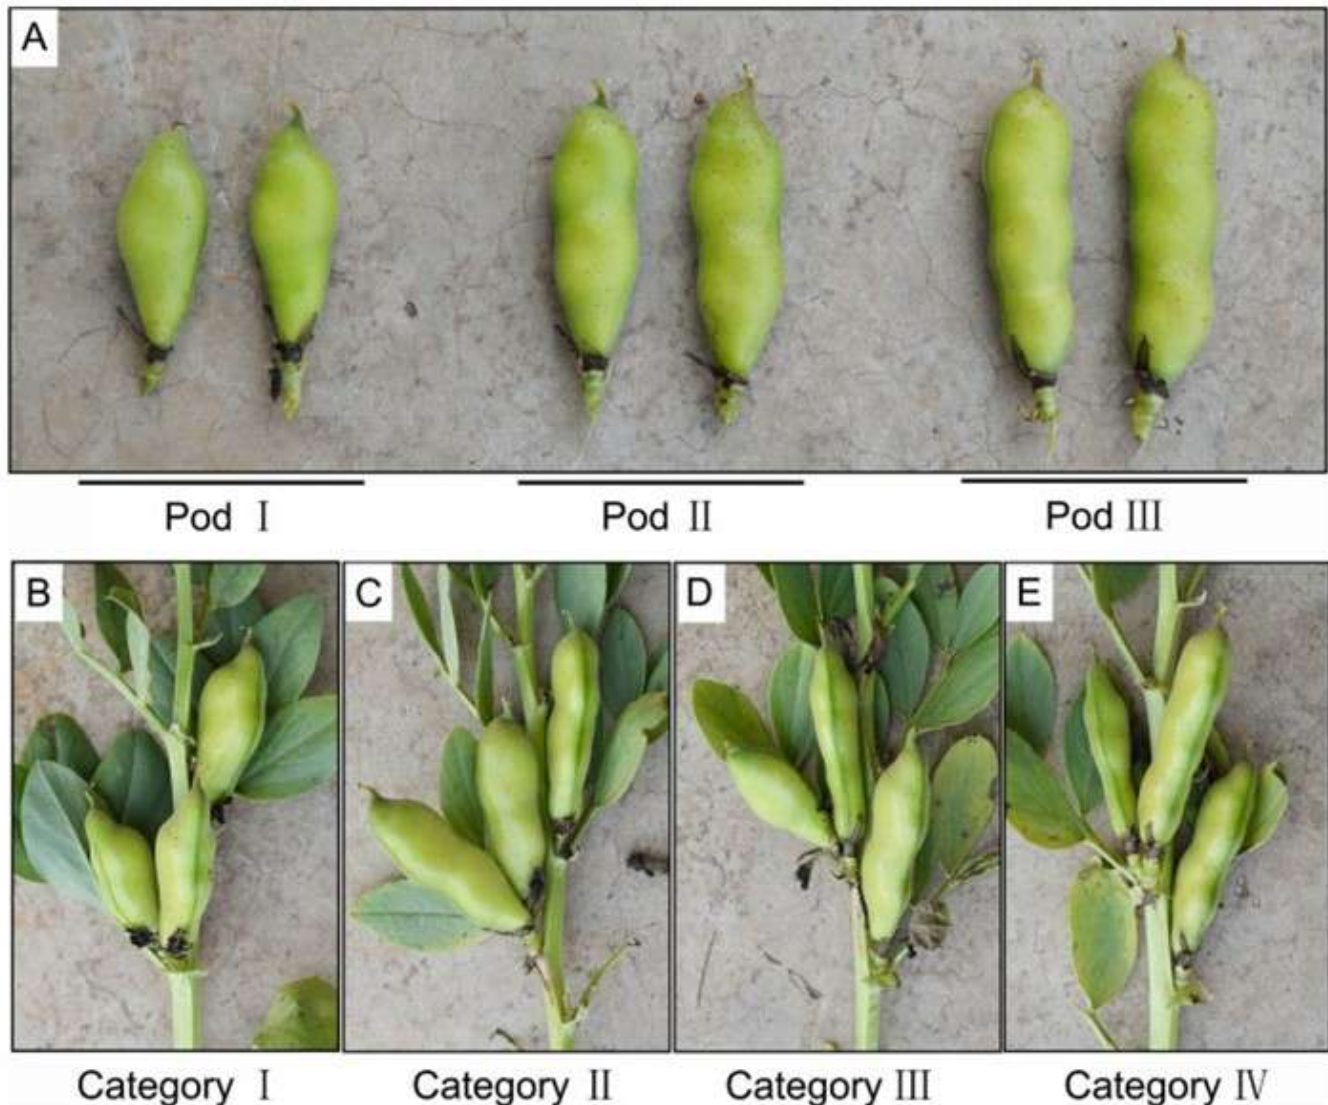 A
Pod Ⅰ
Pod Ⅱ
Pod Ⅲ
B
C
D
E
Category Ⅰ
Category Ⅱ
Category Ⅲ
Category Ⅳ